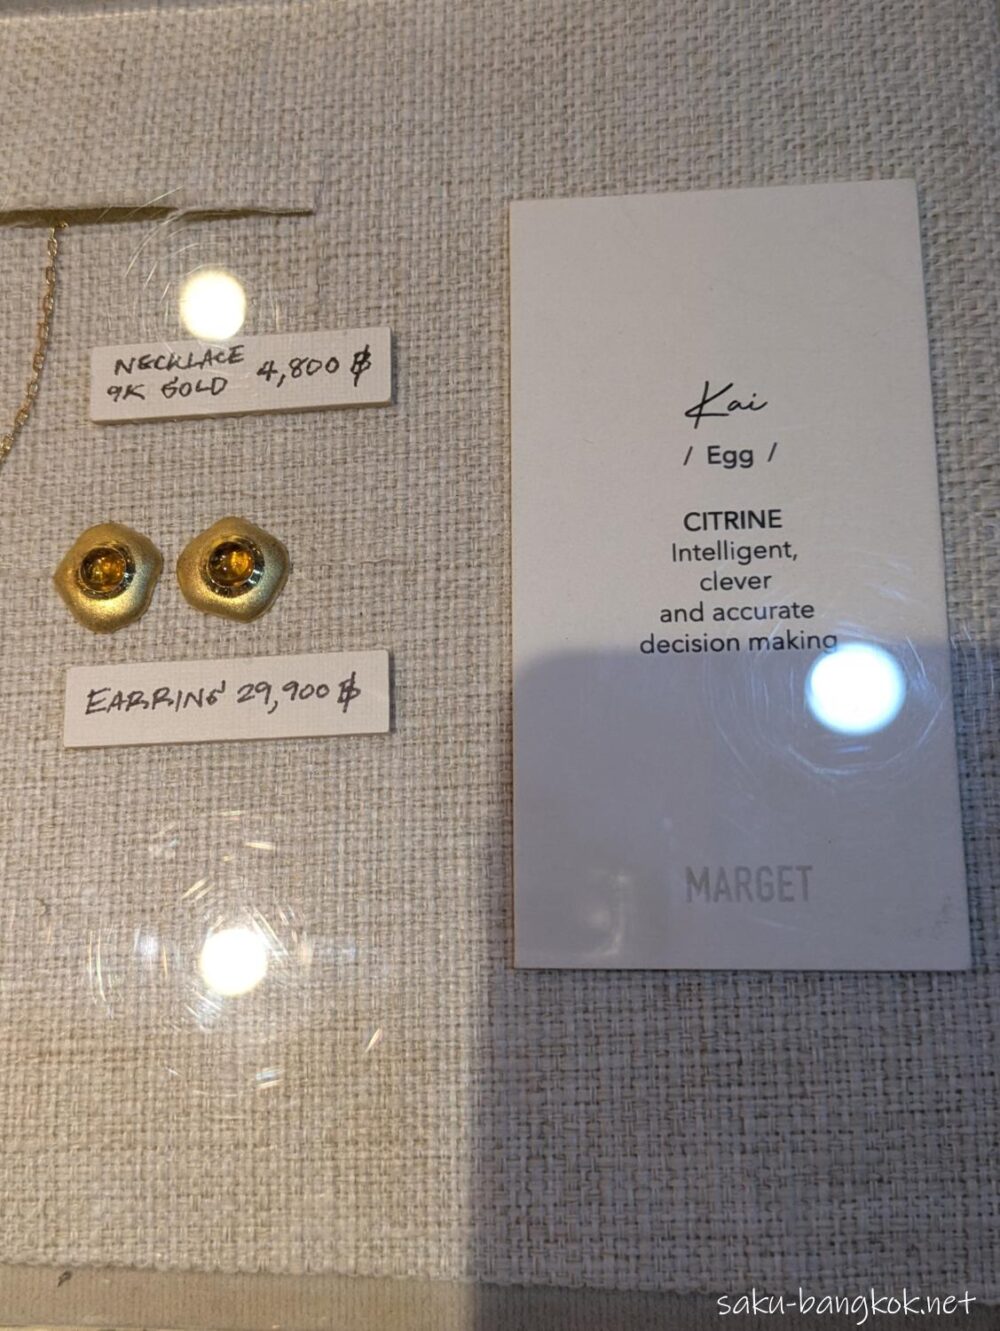 NECKLACE 4,800 ฿
9K GOLD
EARRING 29,900 ฿
Kai
/ Egg /
CITRINE
Intelligent,
clever
and accurate
decision making
MARGET
saku-bangkok.net